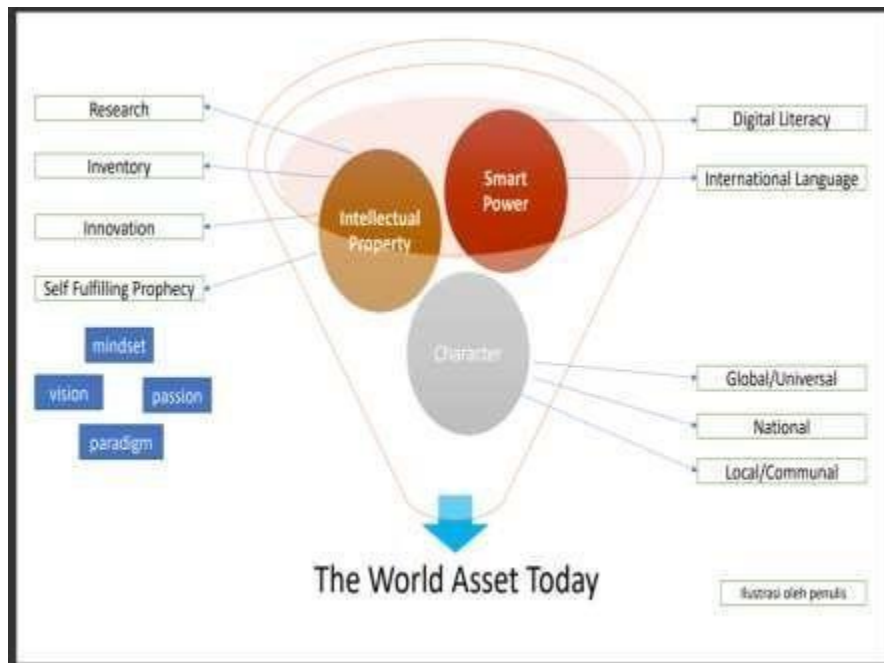 Research
Inventory
Innovation
Self Fulfilling Prophecy
mindset
vision
passion
paradigm
Intellectual
Property
Smart
Power
Character
Digital Literacy
International Language
Global/Universal
National
Local/Communal
The World Asset Today
Ilustrasi oleh penulis